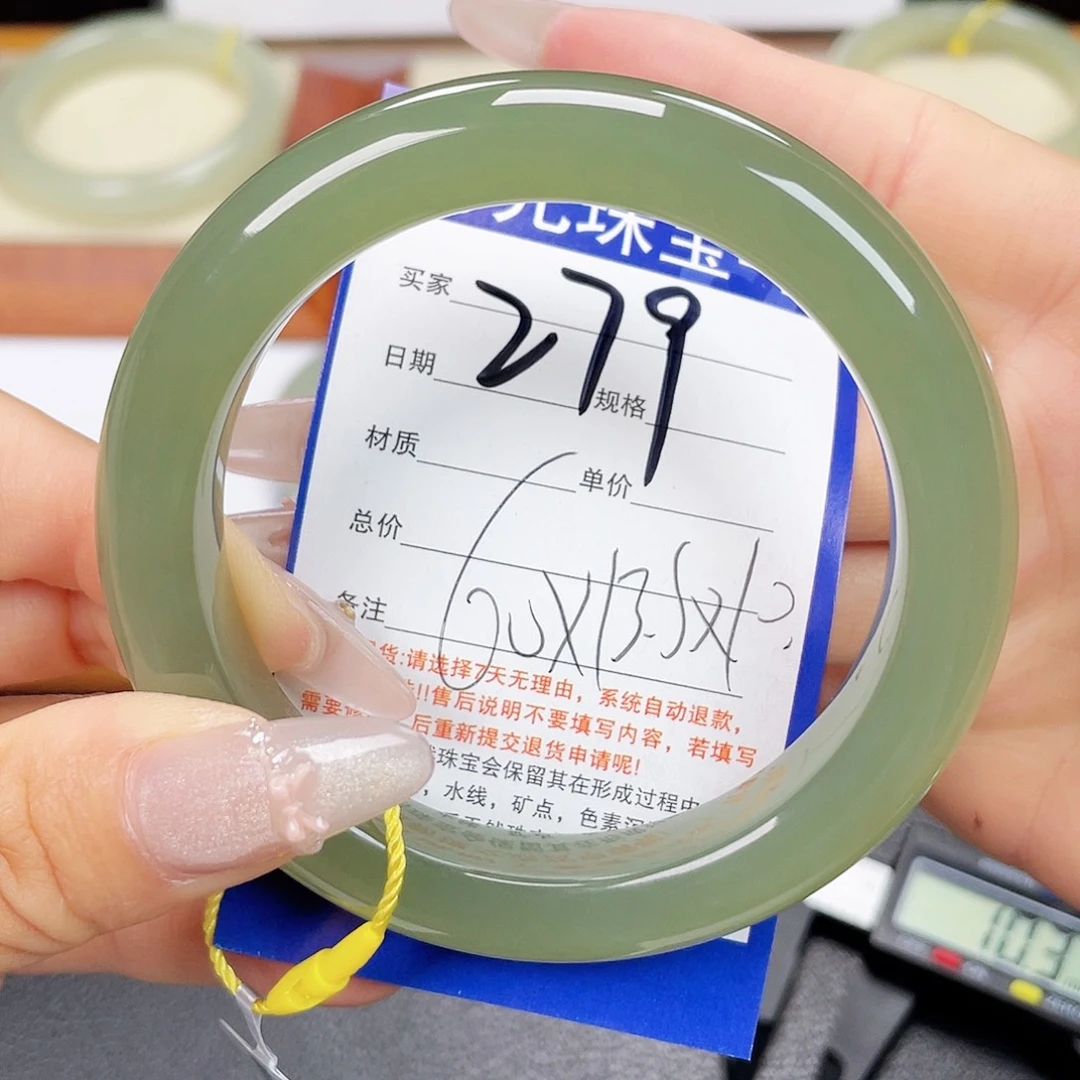 元珠宝
买家
279
日期
规格
材质
单价
总价
60X13.5X
备注
货:请选择7天无理由，系统自动退款，
需要 !!售后说明不要填写内容，若填写
后重新提交退货申请呢!
珠宝会保留其在形成过程中
，水线，矿点，色素沉
103